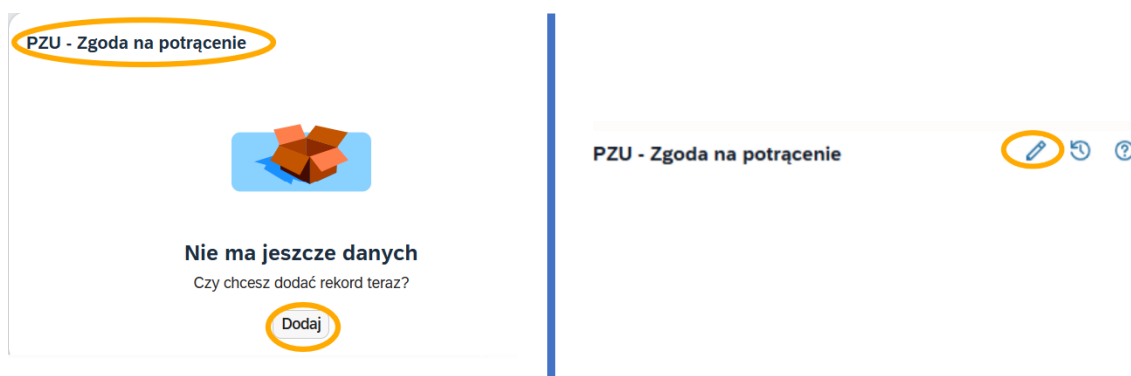 PZU - Zgoda na potrącenie
Nie ma jeszcze danych
Czy chcesz dodać rekord teraz?
Dodaj
PZU - Zgoda na potrącenie